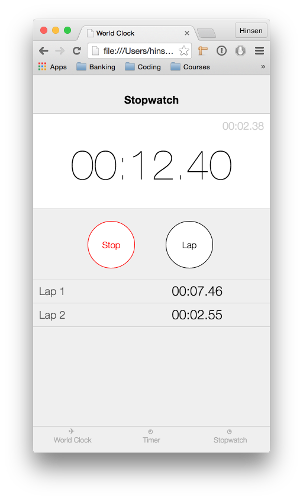 World Clock
Hinsen
file:///Users/hins...
Apps Banking Coding Courses »
Stopwatch
00:02.38
00:12.40
Stop Lap
Lap 1 00:07.46
Lap 2 00:02.55
World Clock Timer Stopwatch